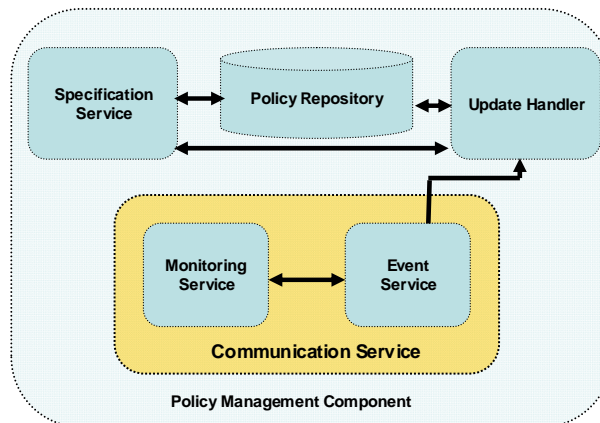 Specification
Service
Policy Repository
Update Handler
Monitoring
Service
Event
Service
Communication Service
Policy Management Component